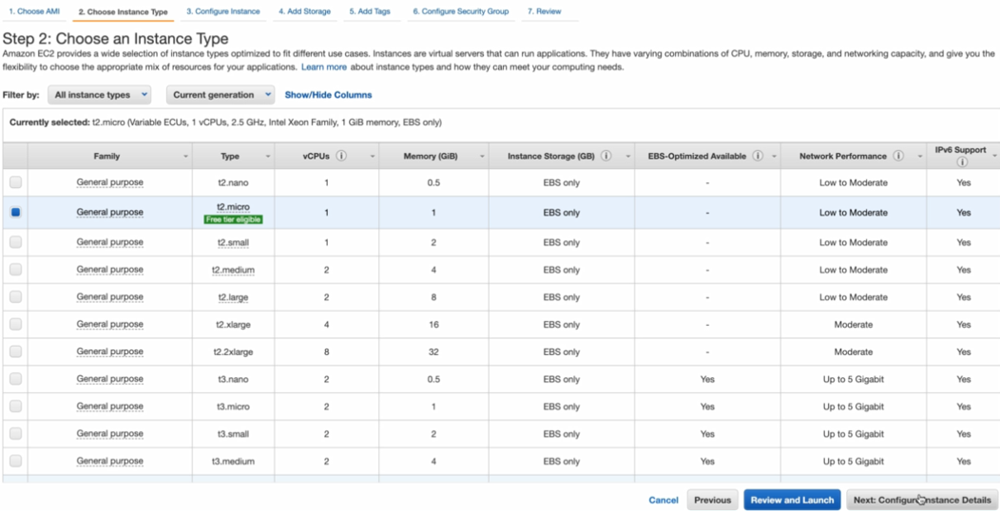 1. Choose AMI 2. Choose Instance Type 3. Configure Instance 4. Add Storage 5. Add Tags 6. Configure Security Group 7. Review
Step 2: Choose an Instance Type
Amazon EC2 provides a wide selection of instance types optimized to fit different use cases. Instances are virtual servers that can run applications. They have varying combinations of CPU, memory, storage, and networking capacity, and give you the
flexibility to choose the appropriate mix of resources for your applications. Learn more about instance types and how they can meet your computing needs.
Filter by: All instance types Current generation Show/Hide Columns
Currently selected: t2.micro (Variable ECUs, 1 vCPUs, 2.5 GHz, Intel Xeon Family, 1 GiB memory, EBS only)
Family Type vCPUs Memory (GiB) Instance Storage (GB) EBS-Optimized Available Network Performance IPv6 Support
General purpose t2.nano 1 0.5 EBS only - Low to Moderate Yes
General purpose t2.micro 1 1 EBS only - Low to Moderate Yes
Free tier eligible
General purpose t2.small 1 2 EBS only - Low to Moderate Yes
General purpose t2.medium 2 4 EBS only - Low to Moderate Yes
General purpose t2.large 2 8 EBS only - Low to Moderate Yes
General purpose t2.xlarge 4 16 EBS only - Moderate Yes
General purpose t2.2xlarge 8 32 EBS only - Moderate Yes
General purpose t3.nano 2 0.5 EBS only Yes Up to 5 Gigabit Yes
General purpose t3.micro 2 1 EBS only Yes Up to 5 Gigabit Yes
General purpose t3.small 2 2 EBS only Yes Up to 5 Gigabit Yes
General purpose t3.medium 2 4 EBS only Yes Up to 5 Gigabit Yes
Cancel Previous Review and Launch Next: Configure Instance Details